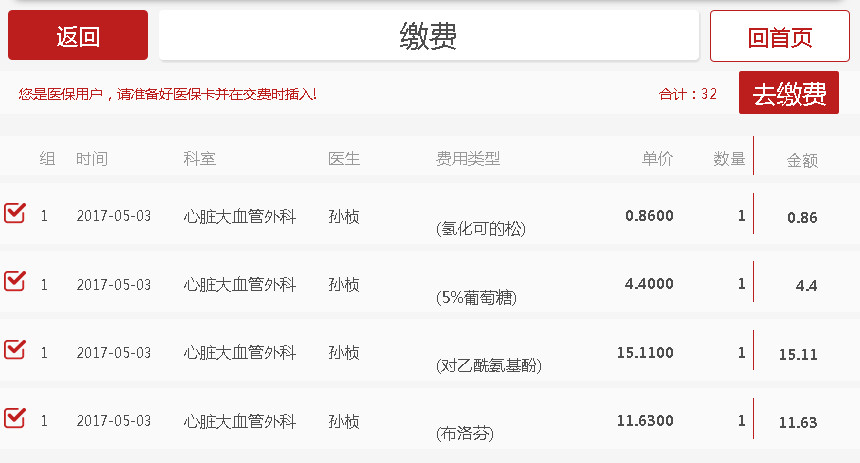 返回 缴费 回首页
您是医保用户，请准备好医保卡并在交费时插入! 合计：32 去缴费
组 时间 科室 医生 费用类型 单价 数量 金额
1 2017-05-03 心脏大血管外科 孙桢 (氢化可的松) 0.8600 1 0.86
1 2017-05-03 心脏大血管外科 孙桢 (5%葡萄糖) 4.4000 1 4.4
1 2017-05-03 心脏大血管外科 孙桢 (对乙酰氨基酚) 15.1100 1 15.11
1 2017-05-03 心脏大血管外科 孙桢 (布洛芬) 11.6300 1 11.63